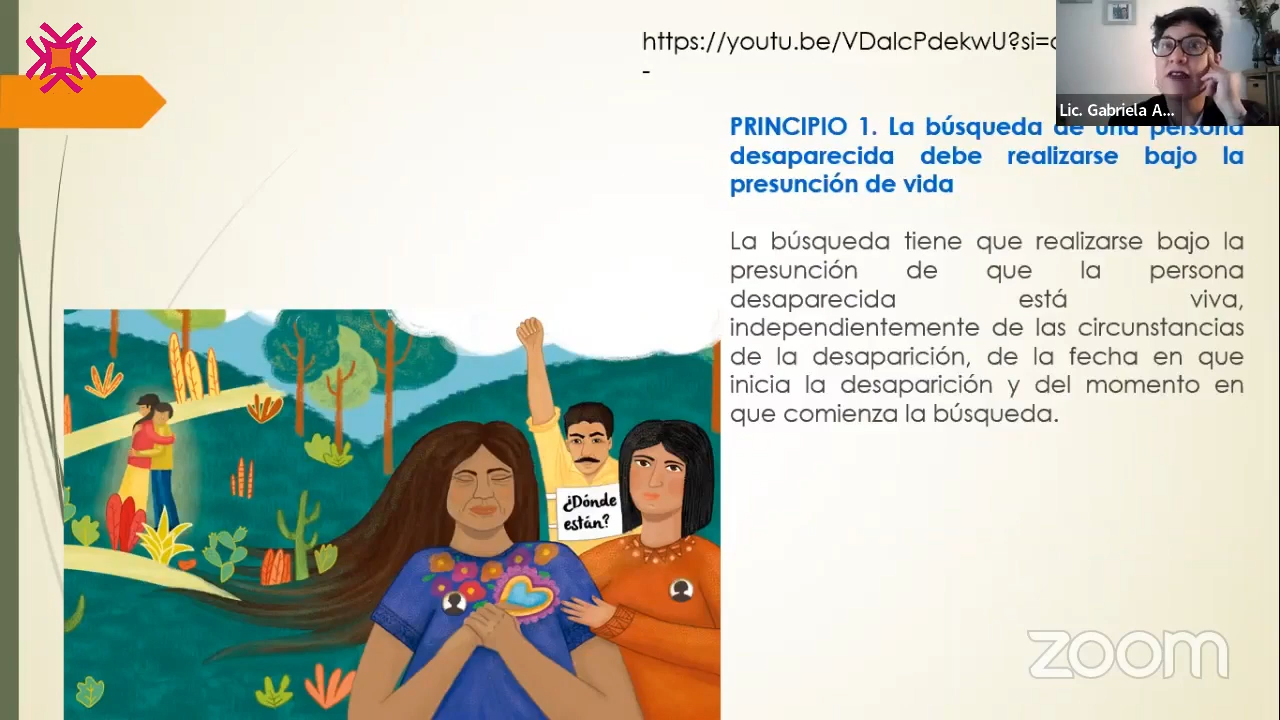 https://youtu.be/VDalcPdekwU?si=
-
Lic. Gabriela A...
PRINCIPIO 1. La búsqueda de una persona
desaparecida debe realizarse bajo la
presunción de vida
La búsqueda tiene que realizarse bajo la
presunción de que la persona
desaparecida está viva,
independientemente de las circunstancias
de la desaparición, de la fecha en que
inicia la desaparición y del momento en
que comienza la búsqueda.
¿Dónde
están?
zoom